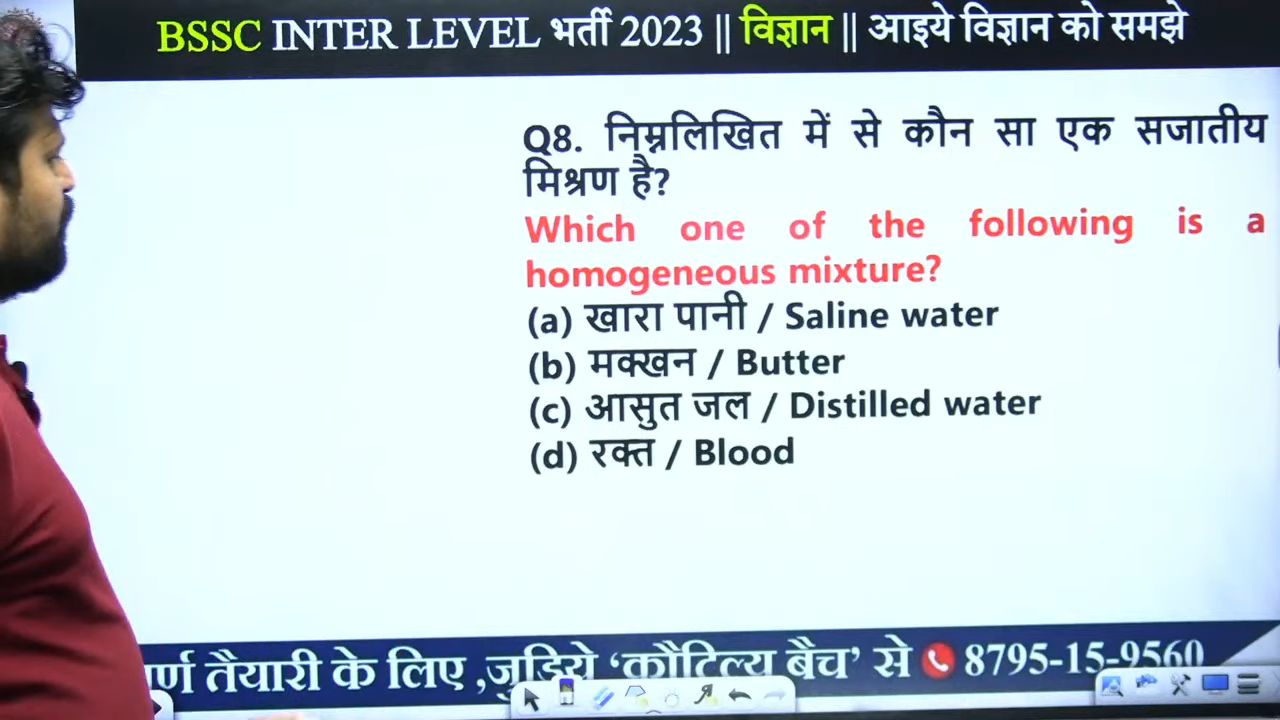 BSSC INTER LEVEL भर्ती 2023 || विज्ञान || आइये विज्ञान को समझे
Q8. निम्नलिखित में से कौन सा एक सजातीय
मिश्रण है?
Which one of the following is a
homogeneous mixture?
(a) खारा पानी / Saline water
(b) मक्खन / Butter
(c) आसुत जल / Distilled water
(d) रक्त / Blood
तैयारी के लिए ,जुड़िये ‘कौटिल्य बैच’ से 8795-15-9560